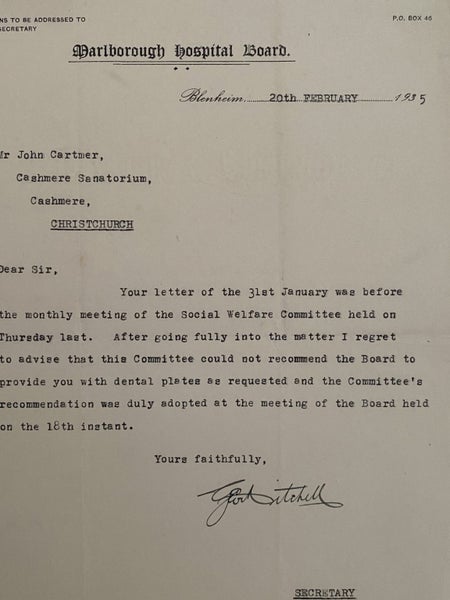 NS TO BE ADDRESSED TO
SECRETARY
P.O. BOX 46
Marlborough Hospital Board.
Blenheim, 20th FEBRUARY 1935
Mr John Cartmer,
Cashmere Sanatorium,
Cashmere,
CHRISTCHURCH
Dear Sir,
Your letter of the 31st January was before
the monthly meeting of the Social Welfare Committee held on
Thursday last. After going fully into the matter I regret
to advise that this Committee could not recommend the Board to
provide you with dental plates as requested and the Committee's
recommendation was duly adopted at the meeting of the Board held
on the 18th instant.
Yours faithfully,
SECRETARY